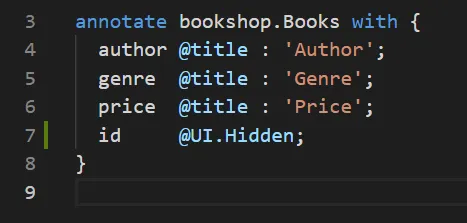 3 annotate bookshop.Books with {
4 author @title : 'Author';
5 genre @title : 'Genre';
6 price @title : 'Price';
7 id @UI.Hidden;
8 }
9